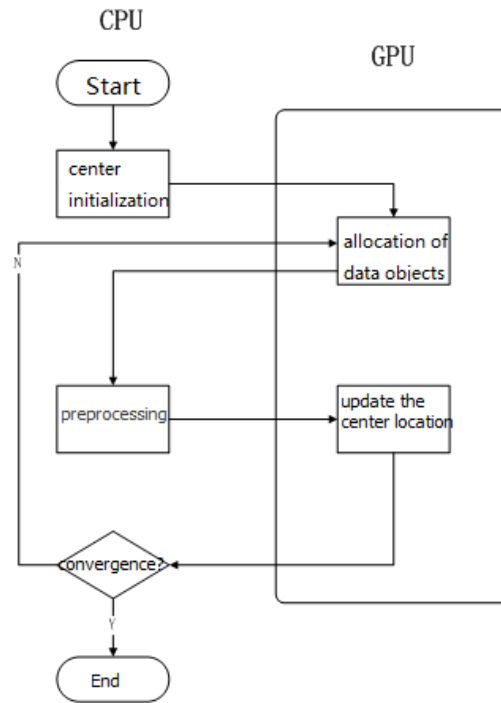 CPU
GPU
Start
center
initialization
allocation of
data objects
N
preprocessing
update the
center location
convergence?
Y
End